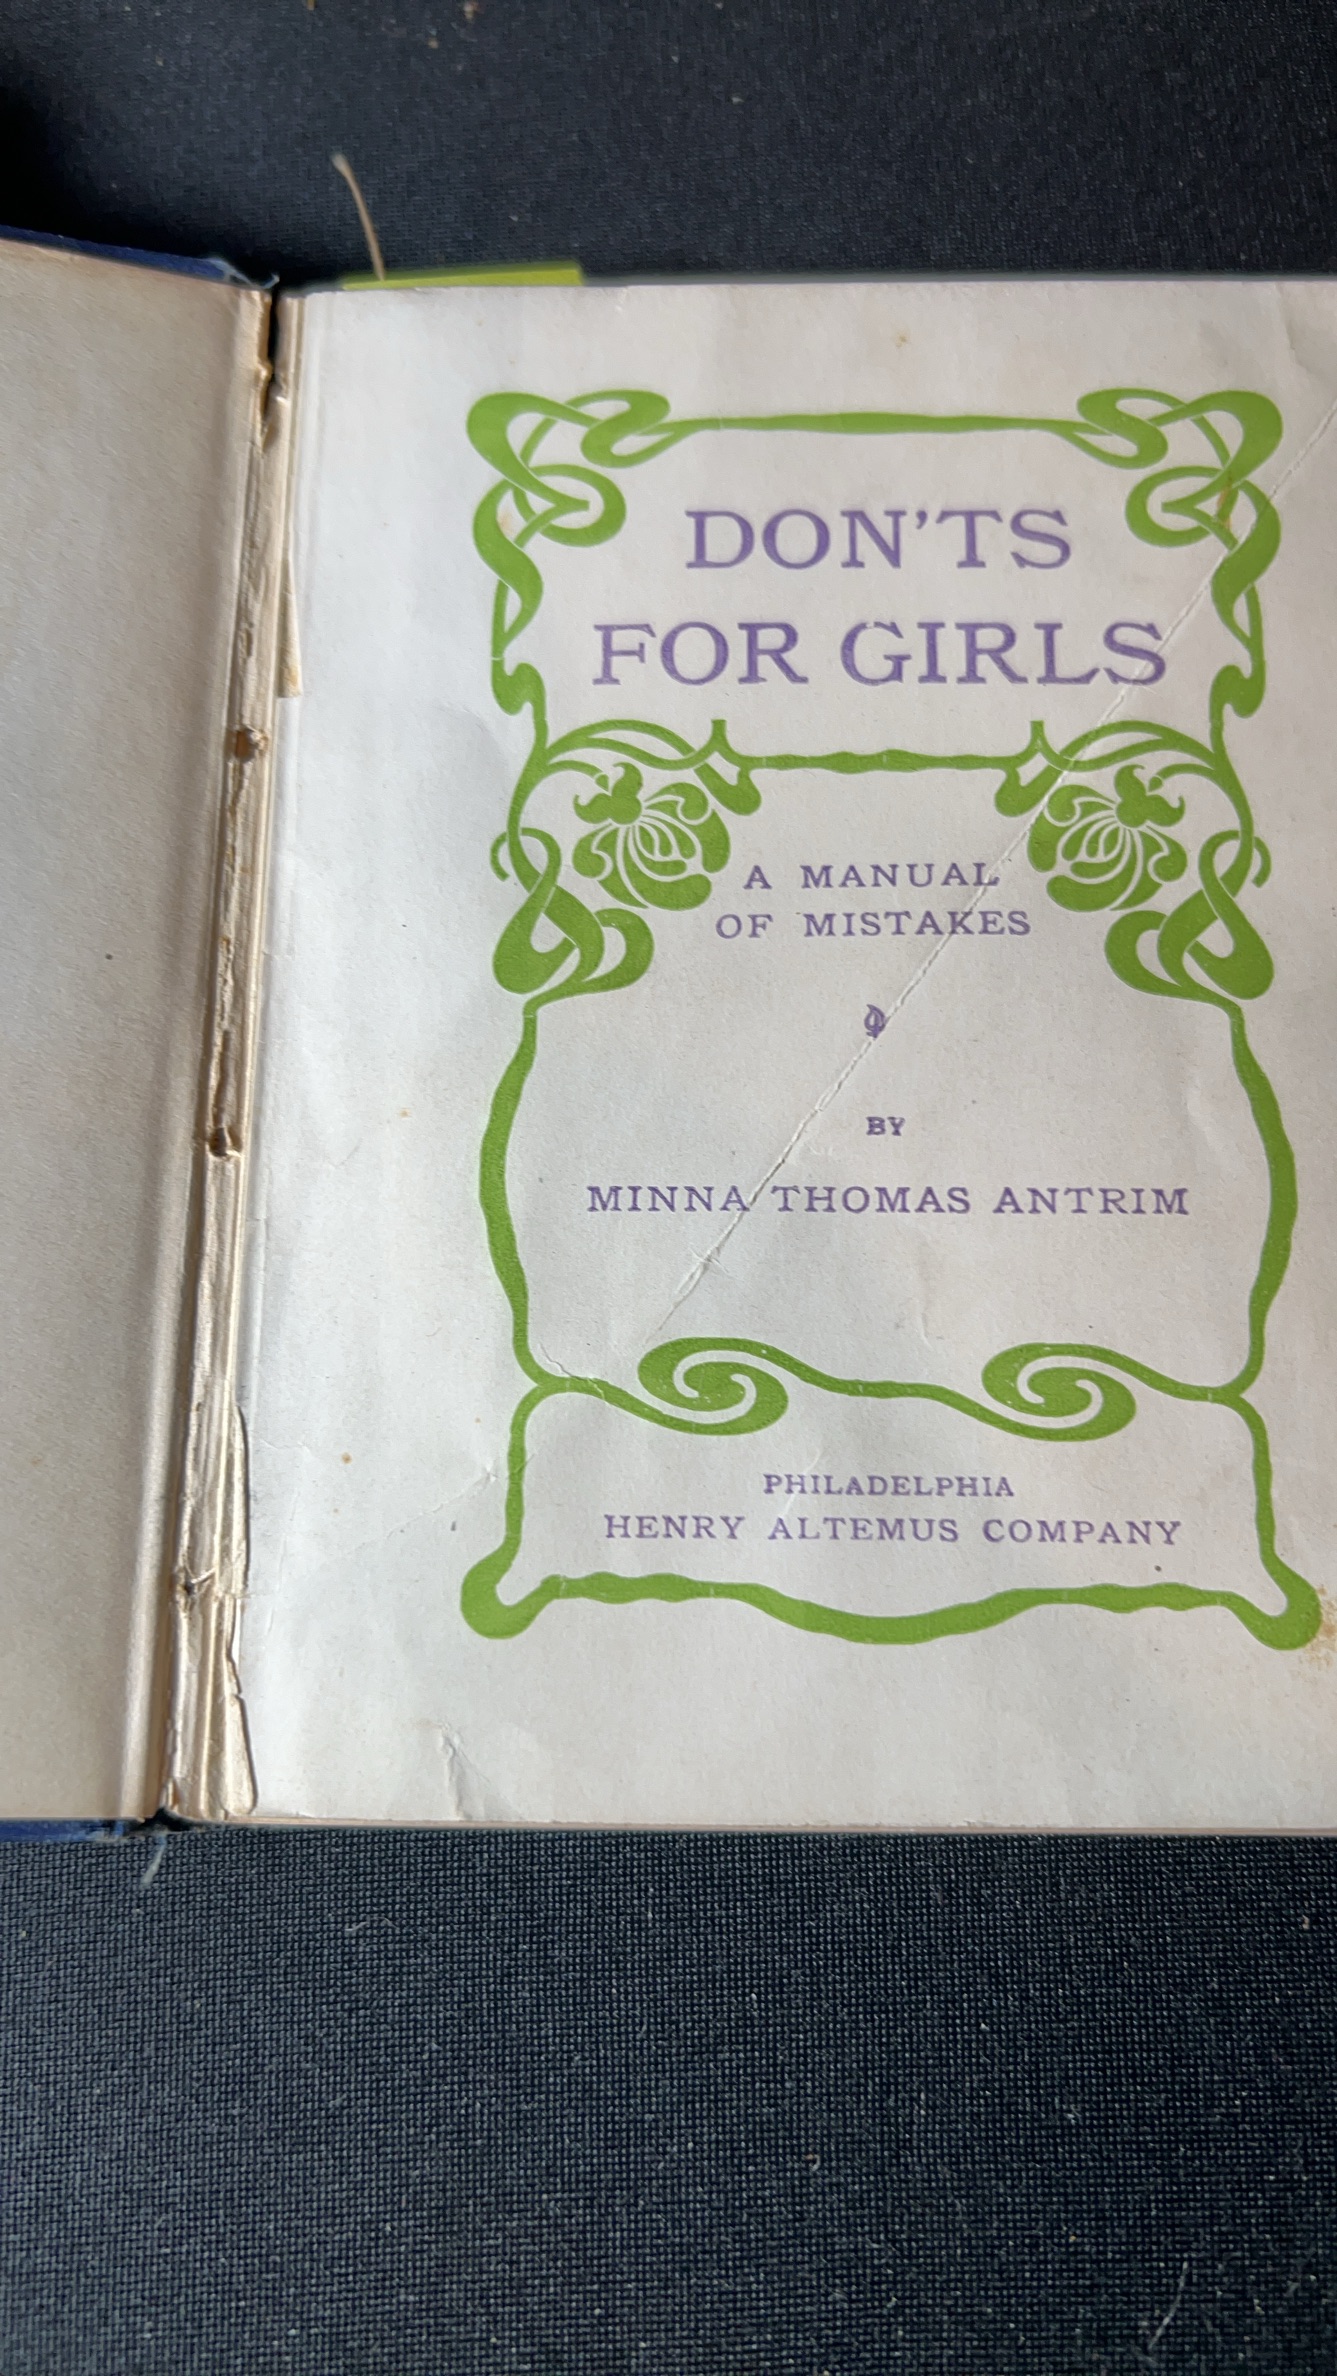 DON'TS
FOR GIRLS
A MANUAL
OF MISTAKES
BY
MINNA THOMAS ANTRIM
PHILADELPHIA
HENRY ALTEMUS COMPANY